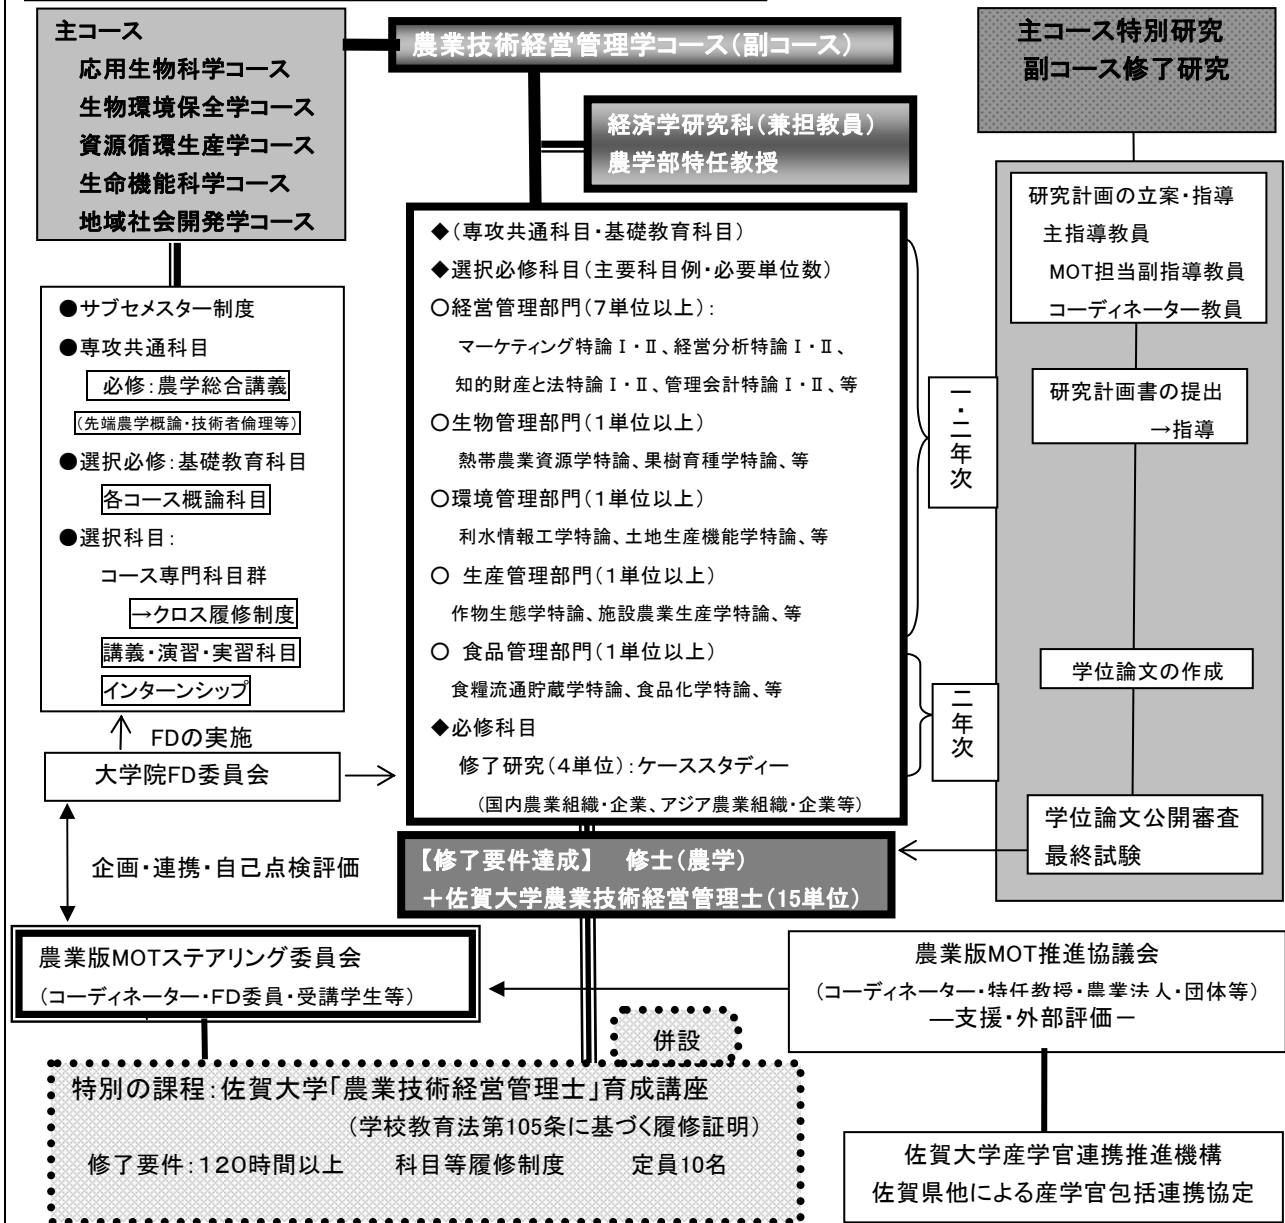 主コース
応用生物科学コース
生物環境保全学コース
資源循環生産学コース
生命機能科学コース
地域社会開発学コース
農業技術経営管理学コース(副コース)
経済学研究科(兼担教員)
農学部特任教授
主コース特別研究
副コース修了研究
●サブセメスター制度
●専攻共通科目
必修:農学総合講義
(先端農学概論・技術者倫理等)
●選択必修:基礎教育科目
各コース概論科目
●選択科目:
コース専門科目群
→クロス履修制度
講義・演習・実習科目
インターンシップ
FDの実施
大学院FD委員会
企画・連携・自己点検評価
◆(専攻共通科目・基礎教育科目)
◆選択必修科目(主要科目例・必要単位数)
○経営管理部門(7単位以上):
マーケティング特論Ⅰ・Ⅱ、経営分析特論Ⅰ・Ⅱ、
知的財産と法特論Ⅰ・Ⅱ、管理会計特論Ⅰ・Ⅱ、等
○生物管理部門(1単位以上)
熱帯農業資源学特論、果樹育種学特論、等
○環境管理部門(1単位以上)
利水情報工学特論、土地生産機能学特論、等
○ 生産管理部門(1単位以上)
作物生態学特論、施設農業生産学特論、等
○ 食品管理部門(1単位以上)
食糧流通貯蔵学特論、食品化学特論、等
◆必修科目
修了研究(4単位):ケーススタディー
(国内農業組織・企業、アジア農業組織・企業等)
一・二年次
二年次
研究計画の立案・指導
主指導教員
MOT担当副指導教員
コーディネーター教員
研究計画書の提出
→指導
学位論文の作成
学位論文公開審査
最終試験
【修了要件達成】 修士(農学)
+佐賀大学農業技術経営管理士(15単位)
農業版MOTステアリング委員会
(コーディネーター・FD委員・受講学生等)
農業版MOT推進協議会
(コーディネーター・特任教授・農業法人・団体等)
―支援・外部評価－
併設
特別の課程:佐賀大学「農業技術経営管理士」育成講座
(学校教育法第105条に基づく履修証明)
修了要件:120時間以上 科目等履修制度 定員10名
佐賀大学産学官連携推進機構
佐賀県他による産学官包括連携協定